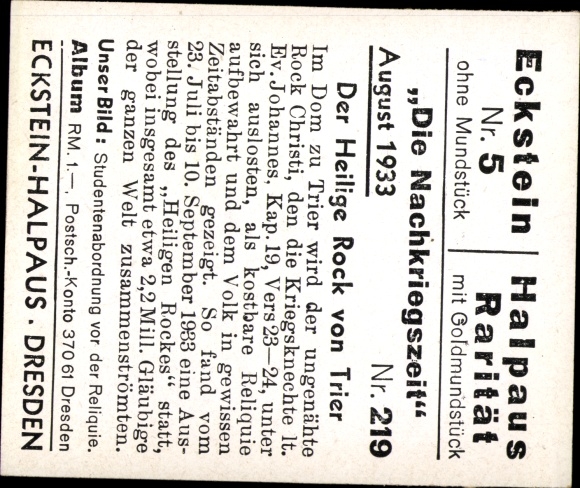 Eckstein | Halpaus
Nr. 5 Rarität
ohne Mundstück mit Goldmundstück
„Die Nachkriegszeit“
August 1933 Nr. 219
Der Heilige Rock von Trier
Im Dom zu Trier wird der ungenähte
Rock Christi, den die Kriegsknechte lt.
Ev. Johannes, Kap. 19, Vers 23—24, unter
sich auslosten, als kostbare Reliquie
aufbewahrt und dem Volk in gewissen
Zeitabständen gezeigt. So fand vom
23. Juli bis 10. September 1933 eine Aus-
stellung des „Heiligen Rockes“ statt,
wobei insgesamt etwa 2,2 Mill. Gläubige
der ganzen Welt zusammenströmten.
Unser Bild: Studentenabordnung vor der Reliquie.
Album RM. 1.—, Postsch.-Konto 370 61 Dresden
ECKSTEIN-HALPAUS · DRESDEN